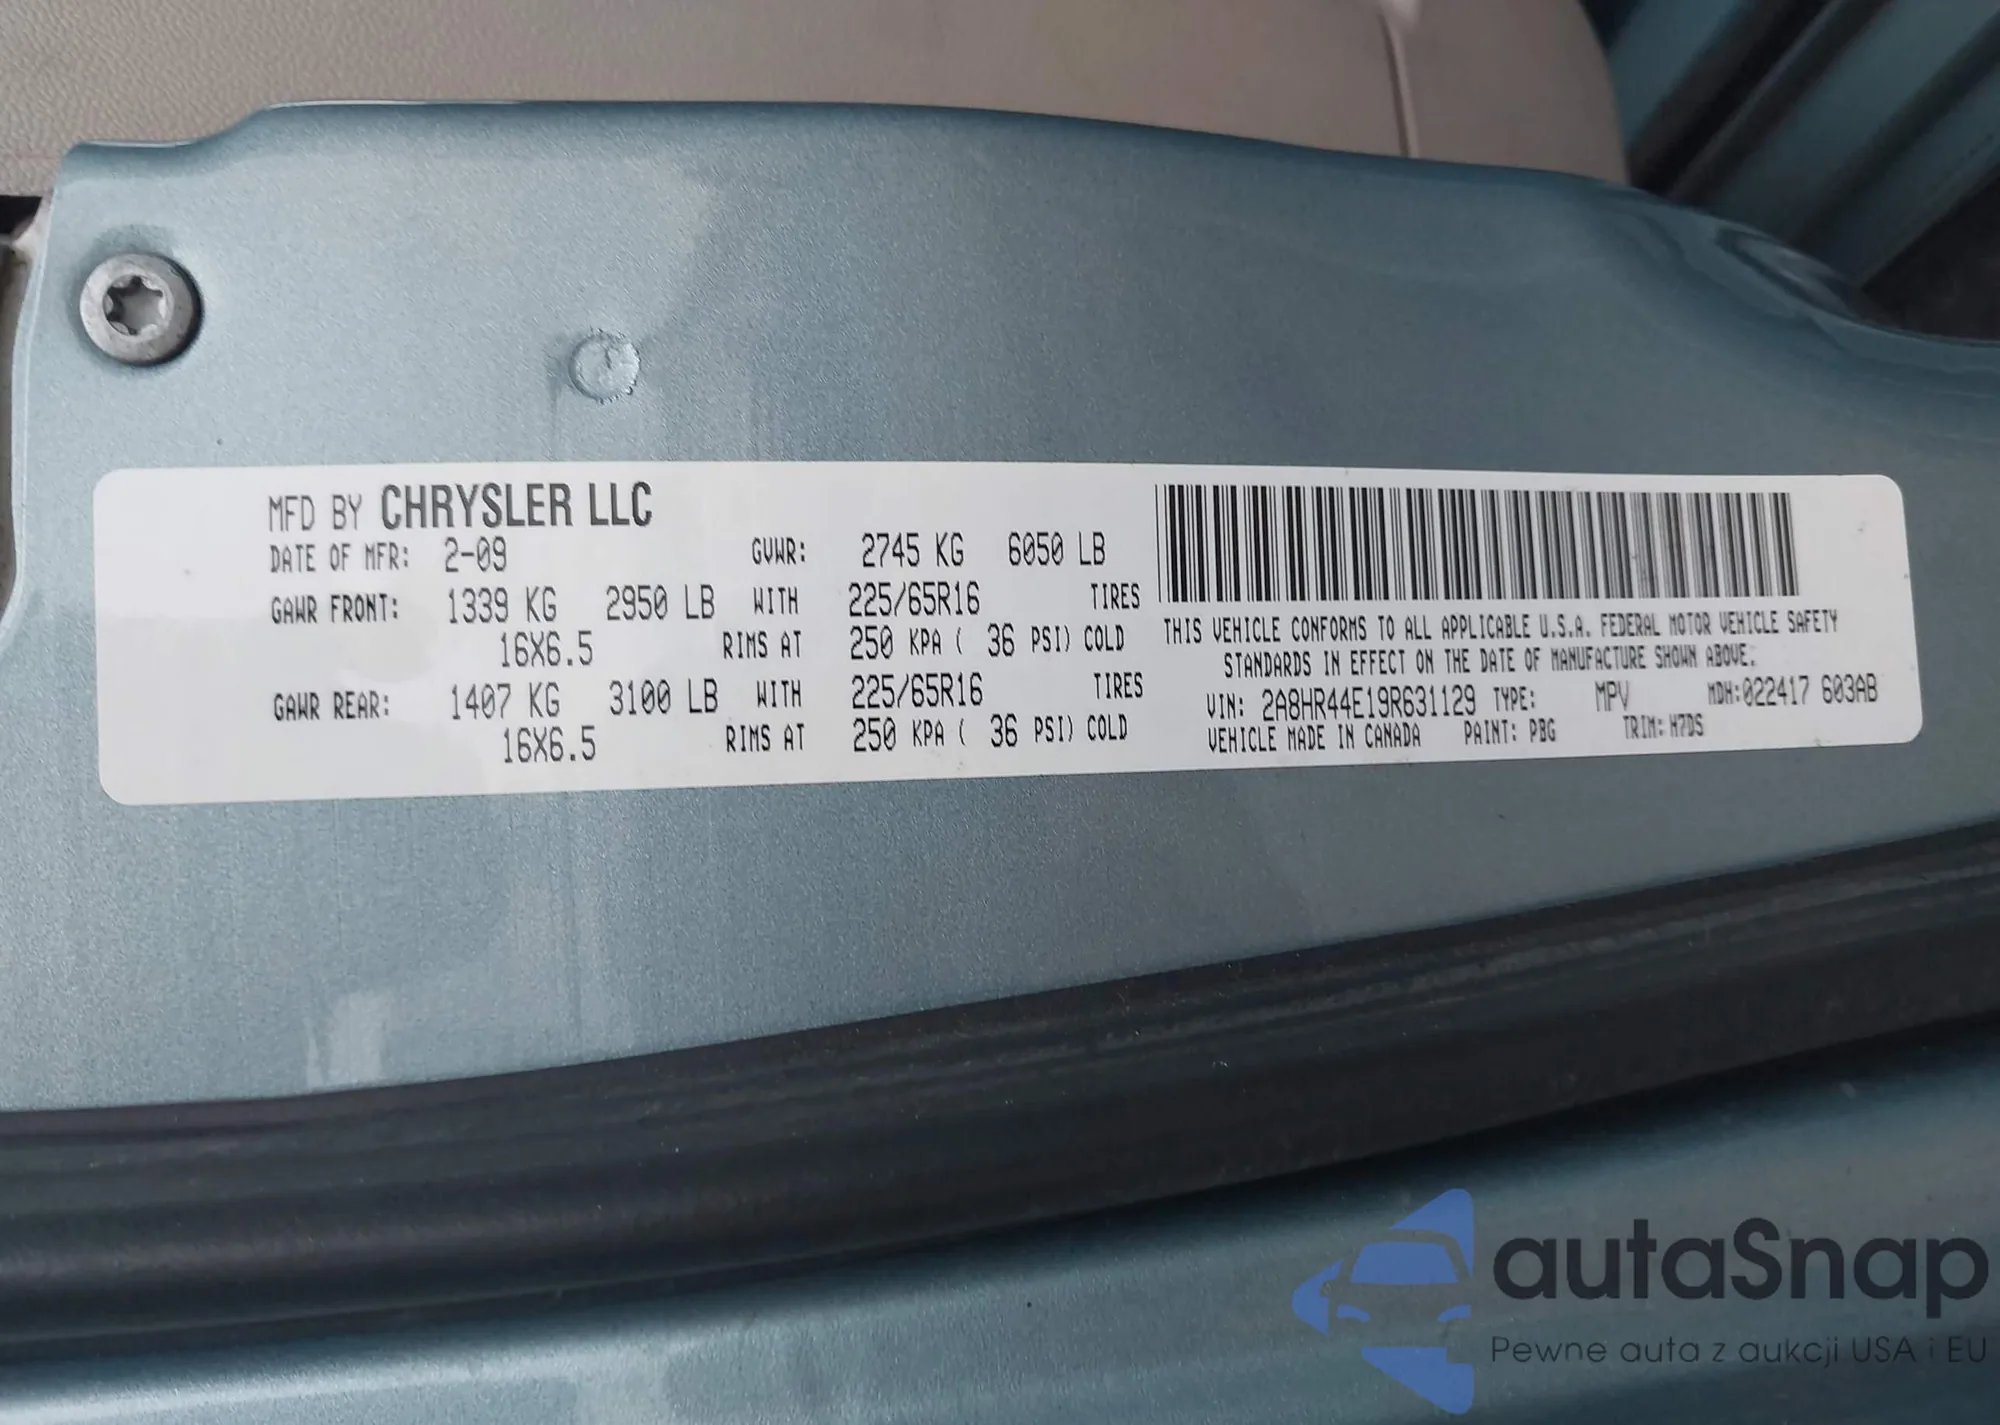 MFD BY CHRYSLER LLC
DATE OF MFR: 2-09 GVWR: 2745 KG 6050 LB
GAWR FRONT: 1339 KG 2950 LB WITH 225/65R16 TIRES
16X6.5 RIMS AT 250 KPA ( 36 PSI) COLD
GAWR REAR: 1407 KG 3100 LB WITH 225/65R16 TIRES
16X6.5 RIMS AT 250 KPA ( 36 PSI) COLD
THIS VEHICLE CONFORMS TO ALL APPLICABLE U.S.A. FEDERAL MOTOR VEHICLE SAFETY
STANDARDS IN EFFECT ON THE DATE OF MANUFACTURE SHOWN ABOVE.
VIN: 2A8HR44E19R631129 TYPE: MPV MDH:022417 603AB
VEHICLE MADE IN CANADA PAINT: PBG TRIM: H7DS
autaSnap
Pewne auta z aukcji USA i EU